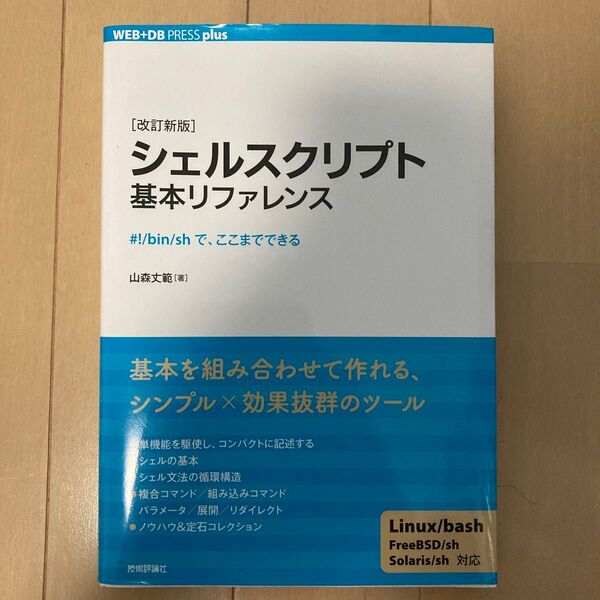 WEB+DB PRESS plus
[改訂新版]
シェルスクリプト
基本リファレンス
#!/bin/sh で、ここまでできる
山森丈範[著]
基本を組み合わせて作れる、
シンプル×効果抜群のツール
単機能を駆使し、コンパクトに記述する
シェルの基本
シェル文法の循環構造
●複合コマンド/組み込みコマンド
パラメータ/展開/リダイレクト
●ノウハウ&定石コレクション
Linux/bash
FreeBSD/sh
Solaris/sh 対応
技術評論社